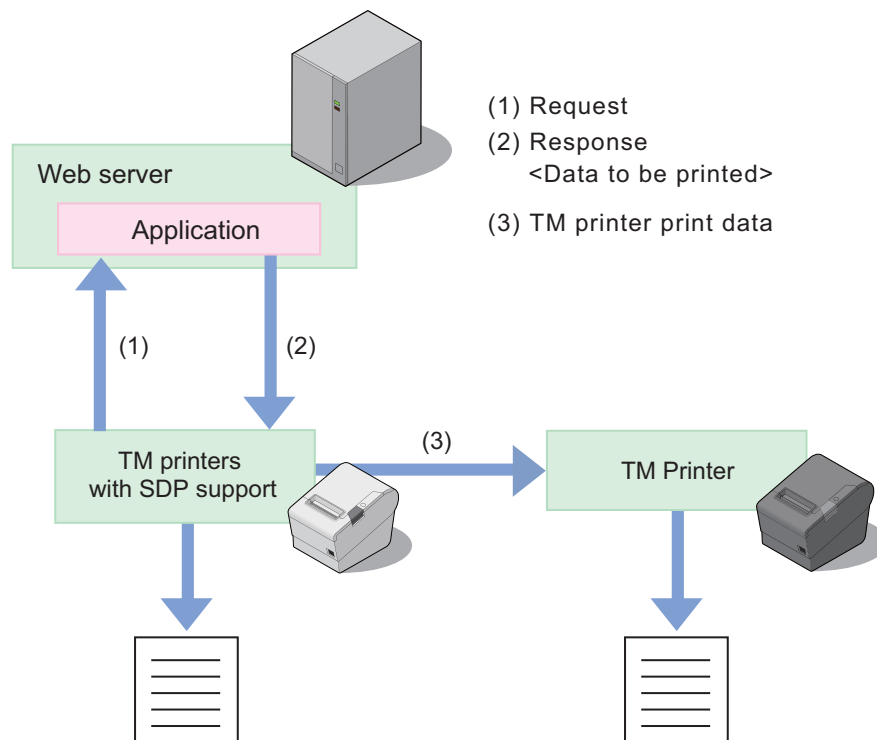 Web server
Application
(1) Request
(2) Response
<Data to be printed>
(3) TM printer print data
(1)
(2)
(3)
TM printers
with SDP support
TM Printer